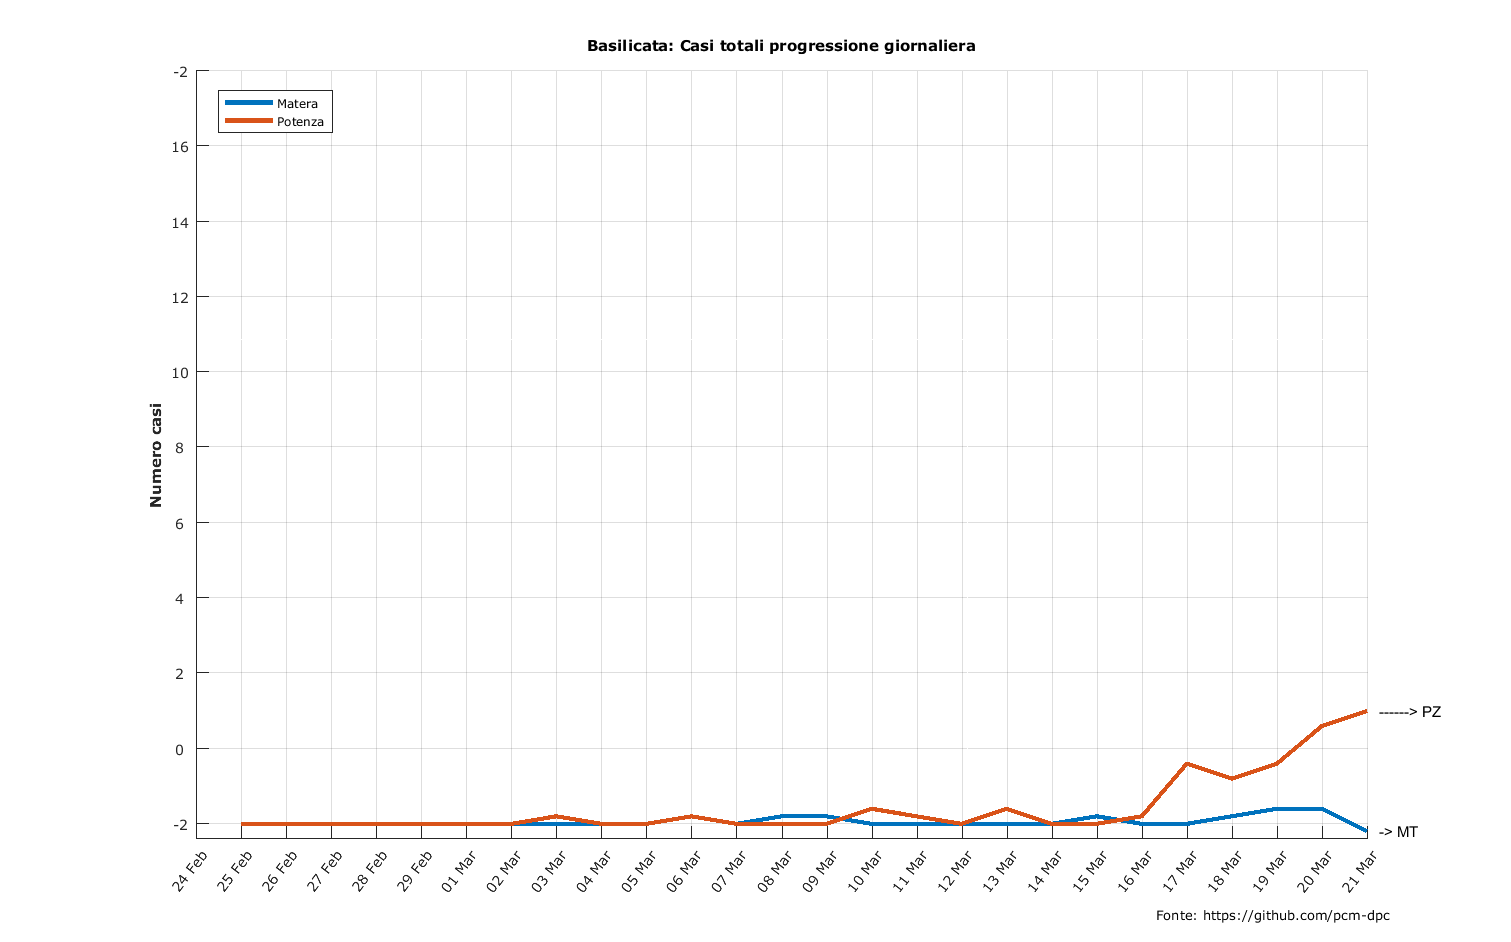 Basilicata: Casi totali progressione giornaliera
Matera
Potenza
-2
16
14
12
10
8
6
4
2
0
-2
Numero casi
------> PZ
-> MT
24 Feb
25 Feb
26 Feb
27 Feb
28 Feb
29 Feb
01 Mar
02 Mar
03 Mar
04 Mar
05 Mar
06 Mar
07 Mar
08 Mar
09 Mar
10 Mar
11 Mar
12 Mar
13 Mar
14 Mar
15 Mar
16 Mar
17 Mar
18 Mar
19 Mar
20 Mar
21 Mar
Fonte: https://github.com/pcm-dpc